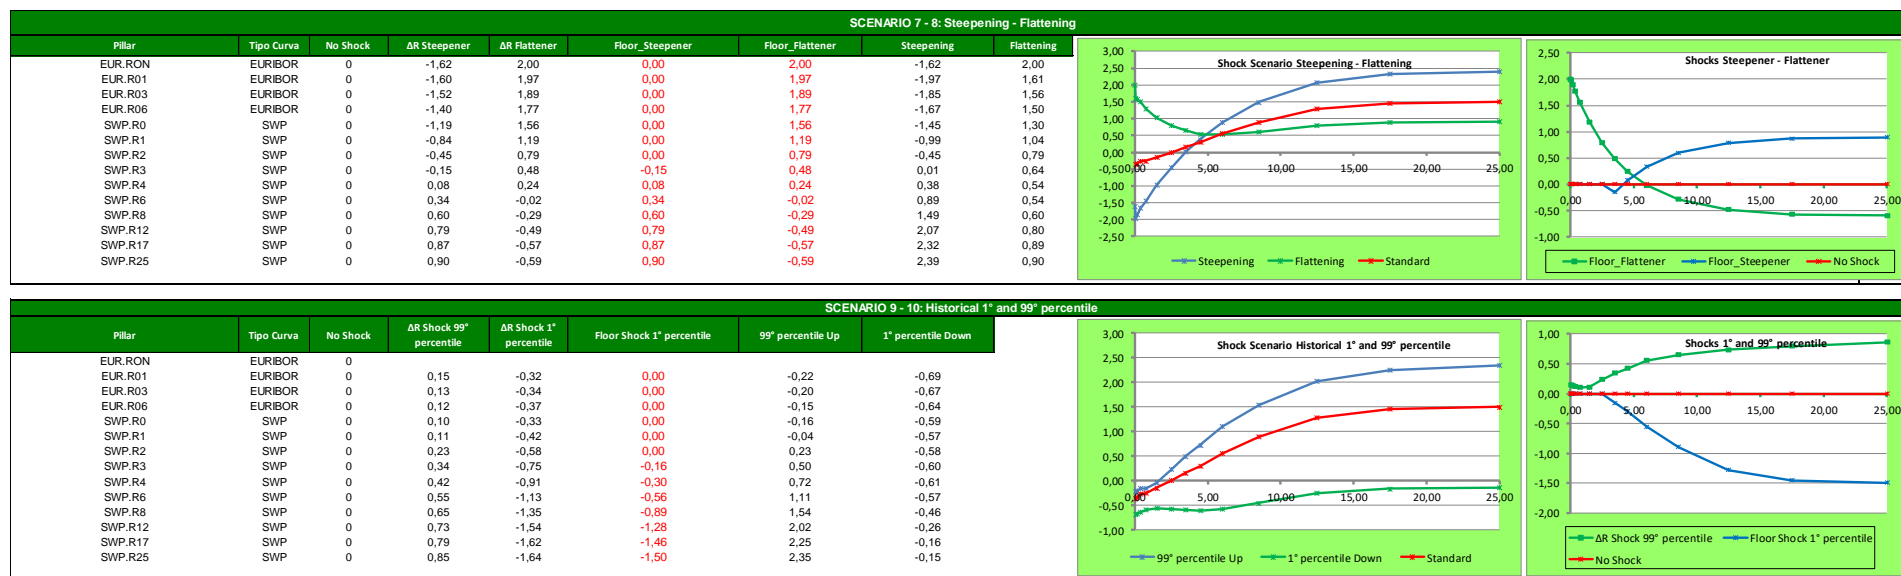 SCENARIO 7 - 8: Steepening - Flattening
Pillar Tipo Curva No Shock ΔR Steepener ΔR Flattener Floor_Steepener Floor_Flattener Steepening Flattening
EUR.RON EURIBOR 0 -1,62 2,00 0,00 2,00 -1,62 2,00
EUR.R01 EURIBOR 0 -1,60 1,97 0,00 1,97 -1,97 1,61
EUR.R03 EURIBOR 0 -1,52 1,89 0,00 1,89 -1,85 1,56
EUR.R06 EURIBOR 0 -1,40 1,77 0,00 1,77 -1,67 1,50
SWP.R0 SWP 0 -1,19 1,56 0,00 1,56 -1,45 1,30
SWP.R1 SWP 0 -0,84 1,19 0,00 1,19 -0,99 1,04
SWP.R2 SWP 0 -0,45 0,79 0,00 0,79 -0,45 0,79
SWP.R3 SWP 0 -0,15 0,48 -0,15 0,48 0,01 0,64
SWP.R4 SWP 0 0,08 0,24 0,08 0,24 0,38 0,54
SWP.R6 SWP 0 0,34 -0,02 0,34 -0,02 0,89 0,54
SWP.R8 SWP 0 0,60 -0,29 0,60 -0,29 1,49 0,60
SWP.R12 SWP 0 0,79 -0,49 0,79 -0,49 2,07 0,80
SWP.R17 SWP 0 0,87 -0,57 0,87 -0,57 2,32 0,89
SWP.R25 SWP 0 0,90 -0,59 0,90 -0,59 2,39 0,90
Shock Scenario Steepening - Flattening
3,00
2,50
2,00
1,50
1,00
0,50
0,00
-0,50
-1,00
-1,50
-2,00
-2,50
0,00 5,00 10,00 15,00 20,00 25,00
Steepening Flattening Standard
Shocks Steepener - Flattener
2,50
2,00
1,50
1,00
0,50
0,00
-0,50
-1,00
0,00 5,00 10,00 15,00 20,00 25,00
Floor_Flattener Floor_Steepener No Shock
SCENARIO 9 - 10: Historical 1° and 99° percentile
Pillar Tipo Curva No Shock ΔR Shock 99° percentile ΔR Shock 1° percentile Floor Shock 1° percentile 99° percentile Up 1° percentile Down
EUR.RON EURIBOR 0
EUR.R01 EURIBOR 0 0,15 -0,32 0,00 -0,22 -0,69
EUR.R03 EURIBOR 0 0,13 -0,34 0,00 -0,20 -0,67
EUR.R06 EURIBOR 0 0,12 -0,37 0,00 -0,15 -0,64
SWP.R0 SWP 0 0,10 -0,33 0,00 -0,16 -0,59
SWP.R1 SWP 0 0,11 -0,42 0,00 -0,04 -0,57
SWP.R2 SWP 0 0,23 -0,58 0,00 0,23 -0,58
SWP.R3 SWP 0 0,34 -0,75 -0,16 0,50 -0,60
SWP.R4 SWP 0 0,42 -0,91 -0,30 0,72 -0,61
SWP.R6 SWP 0 0,55 -1,13 -0,56 1,11 -0,57
SWP.R8 SWP 0 0,65 -1,35 -0,89 1,54 -0,46
SWP.R12 SWP 0 0,73 -1,54 -1,28 2,02 -0,26
SWP.R17 SWP 0 0,79 -1,62 -1,46 2,25 -0,16
SWP.R25 SWP 0 0,85 -1,64 -1,50 2,35 -0,15
Shock Scenario Historical 1° and 99° percentile
3,00
2,50
2,00
1,50
1,00
0,50
0,00
-0,50
-1,00
0,00 5,00 10,00 15,00 20,00 25,00
99° percentile Up 1° percentile Down Standard
Shocks 1° and 99° percentile
1,00
0,50
0,00
-0,50
-1,00
-1,50
-2,00
0,00 5,00 10,00 15,00 20,00 25,00
ΔR Shock 99° percentile Floor Shock 1° percentile
No Shock